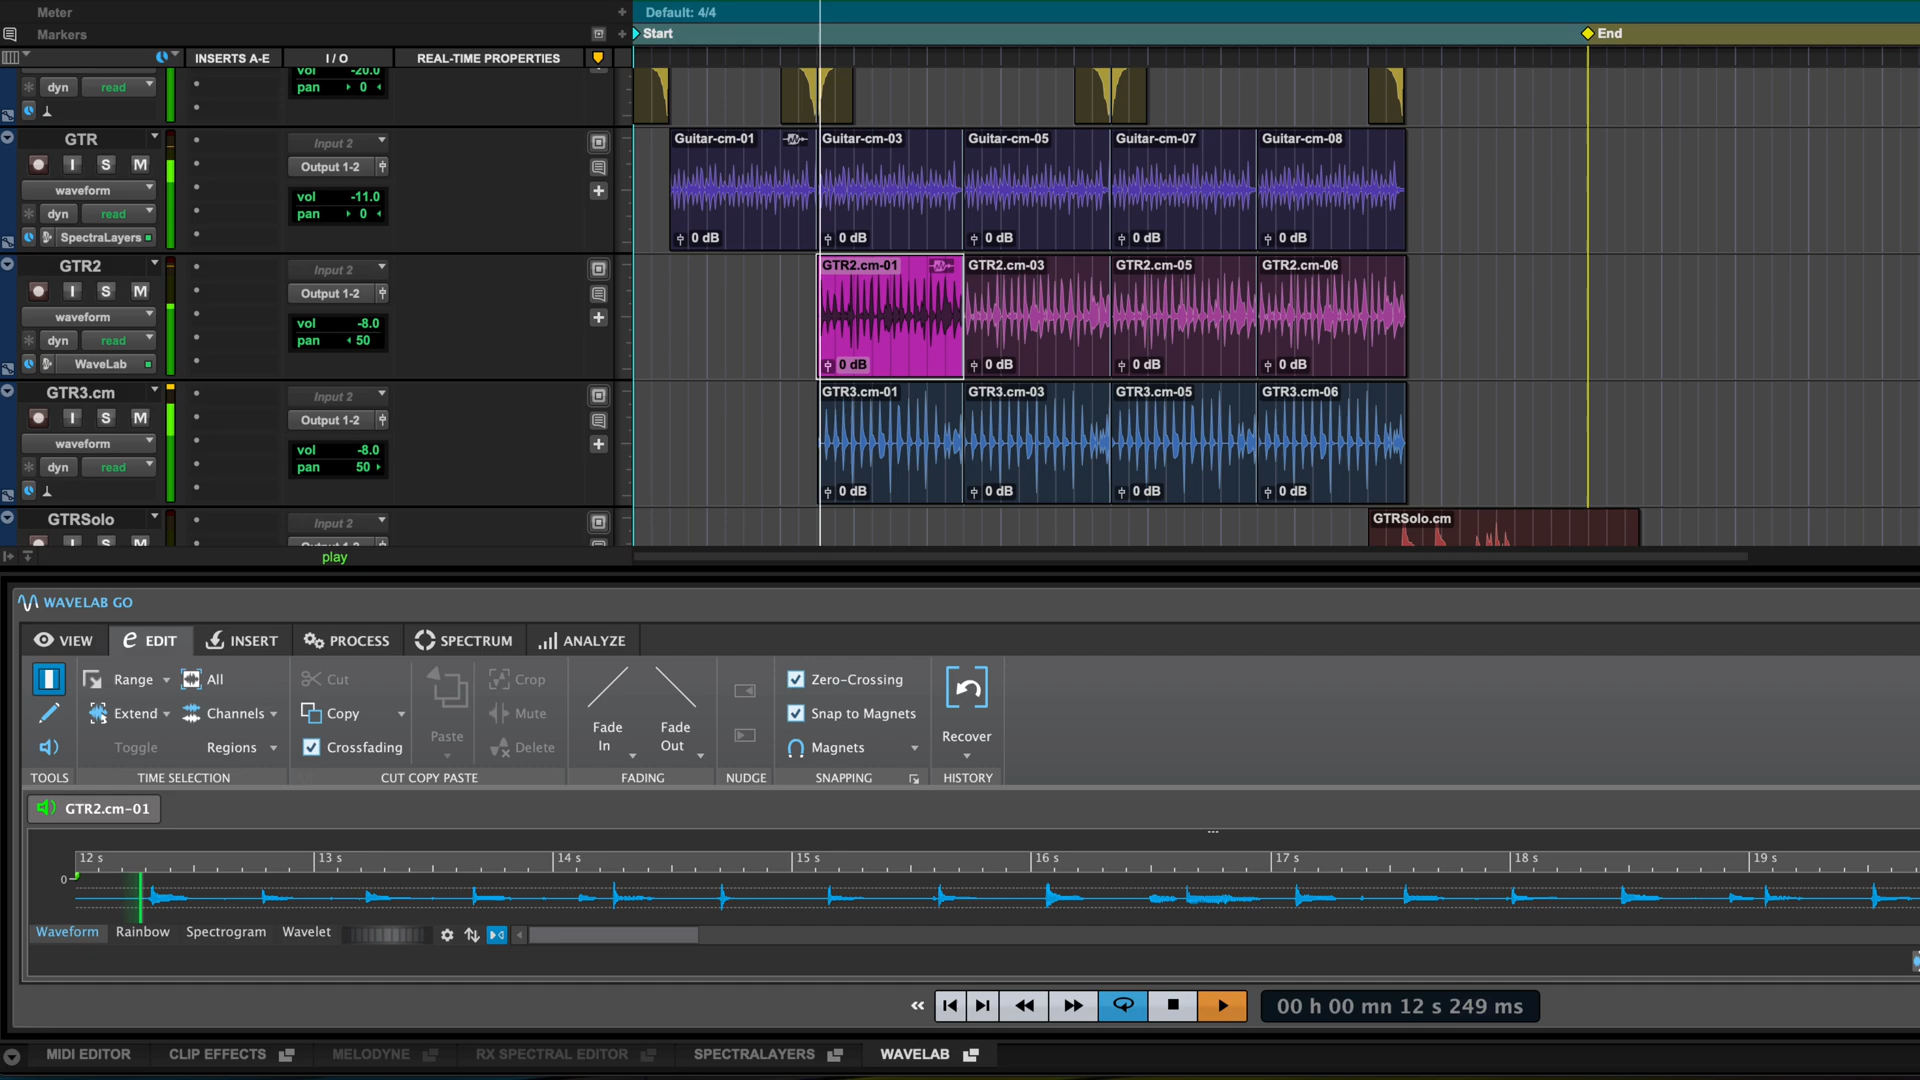 Meter
Default: 4/4
Markers
Start
End
INSERTS A-E
I / O
REAL-TIME PROPERTIES
vol -20.0
dyn read
pan 0
GTR
Input 2
Guitar-cm-01
Guitar-cm-03
Guitar-cm-05
Guitar-cm-07
Guitar-cm-08
I S M
Output 1-2
waveform
vol -11.0
dyn read
pan 0
SpectraLayers
0 dB
0 dB
0 dB
0 dB
0 dB
GTR2
Input 2
GTR2.cm-01
GTR2.cm-03
GTR2.cm-05
GTR2.cm-06
I S M
Output 1-2
waveform
vol -8.0
dyn read
pan 50
WaveLab
0 dB
0 dB
0 dB
0 dB
GTR3.cm
Input 2
GTR3.cm-01
GTR3.cm-03
GTR3.cm-05
GTR3.cm-06
I S M
Output 1-2
waveform
vol -8.0
dyn read
pan 50
0 dB
0 dB
0 dB
0 dB
GTRSolo
Input 2
GTRSolo.cm
I S M
Output 1-2
play
WAVELAB GO
VIEW
EDIT
INSERT
PROCESS
SPECTRUM
ANALYZE
Range
All
Cut
Crop
Zero-Crossing
Extend
Channels
Copy
Mute
Snap to Magnets
Toggle
Regions
Crossfading
Paste
Delete
Fade In
Fade Out
Magnets
Recover
TOOLS
TIME SELECTION
CUT COPY PASTE
FADING
NUDGE
SNAPPING
HISTORY
GTR2.cm-01
12 s
13 s
14 s
15 s
16 s
17 s
18 s
19 s
0
Waveform
Rainbow
Spectrogram
Wavelet
00 h 00 mn 12 s 249 ms
MIDI EDITOR
CLIP EFFECTS
MELODYNE
RX SPECTRAL EDITOR
SPECTRALAYERS
WAVELAB